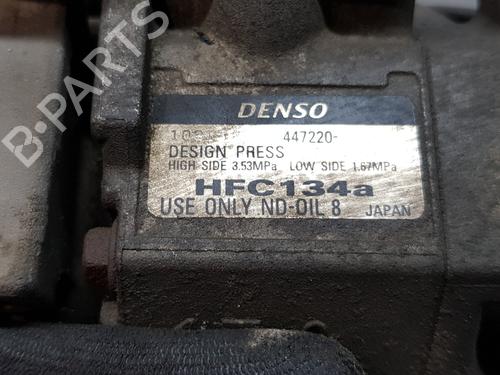 B-PARTS
DENSO
447220-
DESIGN PRESS
HIGH SIDE 3.53MPa LOW SIDE 1.67MPa
HFC134a
USE ONLY ND-OIL 8 JAPAN